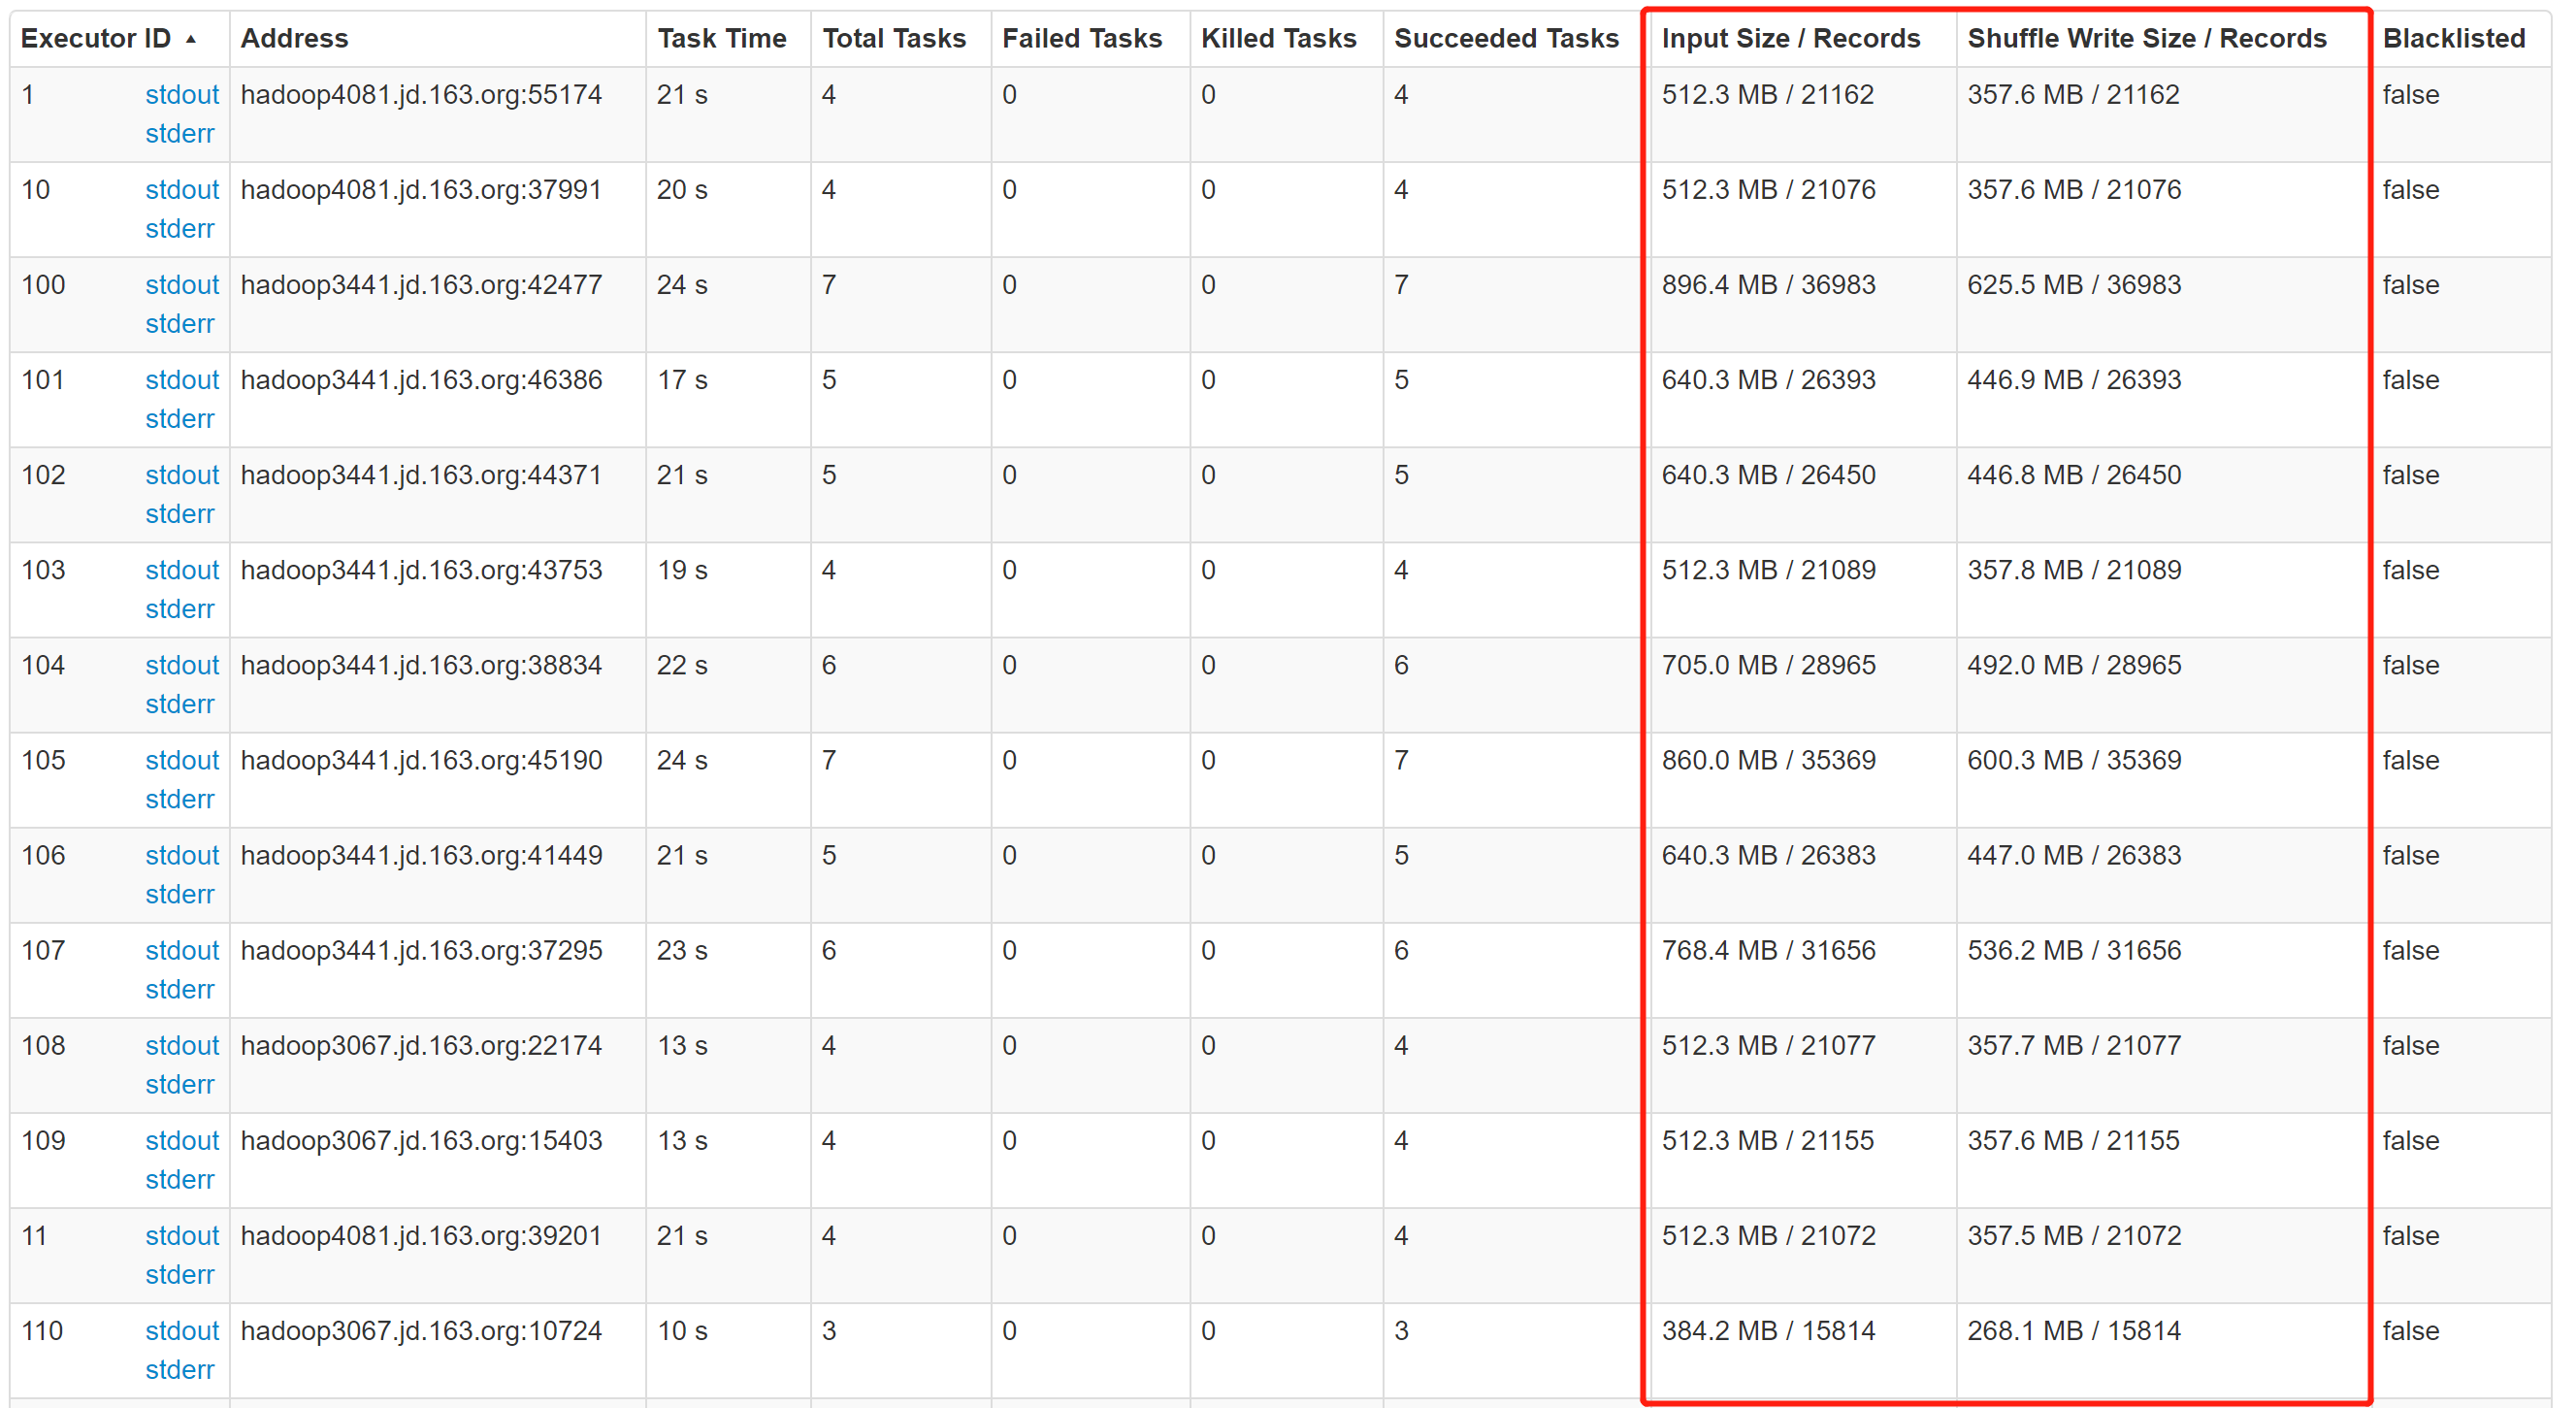 Executor ID ▲ Address Task Time Total Tasks Failed Tasks Killed Tasks Succeeded Tasks Input Size / Records Shuffle Write Size / Records Blacklisted
1 stdout hadoop4081.jd.163.org:55174 21 s 4 0 0 4 512.3 MB / 21162 357.6 MB / 21162 false
stderr
10 stdout hadoop4081.jd.163.org:37991 20 s 4 0 0 4 512.3 MB / 21076 357.6 MB / 21076 false
stderr
100 stdout hadoop3441.jd.163.org:42477 24 s 7 0 0 7 896.4 MB / 36983 625.5 MB / 36983 false
stderr
101 stdout hadoop3441.jd.163.org:46386 17 s 5 0 0 5 640.3 MB / 26393 446.9 MB / 26393 false
stderr
102 stdout hadoop3441.jd.163.org:44371 21 s 5 0 0 5 640.3 MB / 26450 446.8 MB / 26450 false
stderr
103 stdout hadoop3441.jd.163.org:43753 19 s 4 0 0 4 512.3 MB / 21089 357.8 MB / 21089 false
stderr
104 stdout hadoop3441.jd.163.org:38834 22 s 6 0 0 6 705.0 MB / 28965 492.0 MB / 28965 false
stderr
105 stdout hadoop3441.jd.163.org:45190 24 s 7 0 0 7 860.0 MB / 35369 600.3 MB / 35369 false
stderr
106 stdout hadoop3441.jd.163.org:41449 21 s 5 0 0 5 640.3 MB / 26383 447.0 MB / 26383 false
stderr
107 stdout hadoop3441.jd.163.org:37295 23 s 6 0 0 6 768.4 MB / 31656 536.2 MB / 31656 false
stderr
108 stdout hadoop3067.jd.163.org:22174 13 s 4 0 0 4 512.3 MB / 21077 357.7 MB / 21077 false
stderr
109 stdout hadoop3067.jd.163.org:15403 13 s 4 0 0 4 512.3 MB / 21155 357.6 MB / 21155 false
stderr
11 stdout hadoop4081.jd.163.org:39201 21 s 4 0 0 4 512.3 MB / 21072 357.5 MB / 21072 false
stderr
110 stdout hadoop3067.jd.163.org:10724 10 s 3 0 0 3 384.2 MB / 15814 268.1 MB / 15814 false
stderr